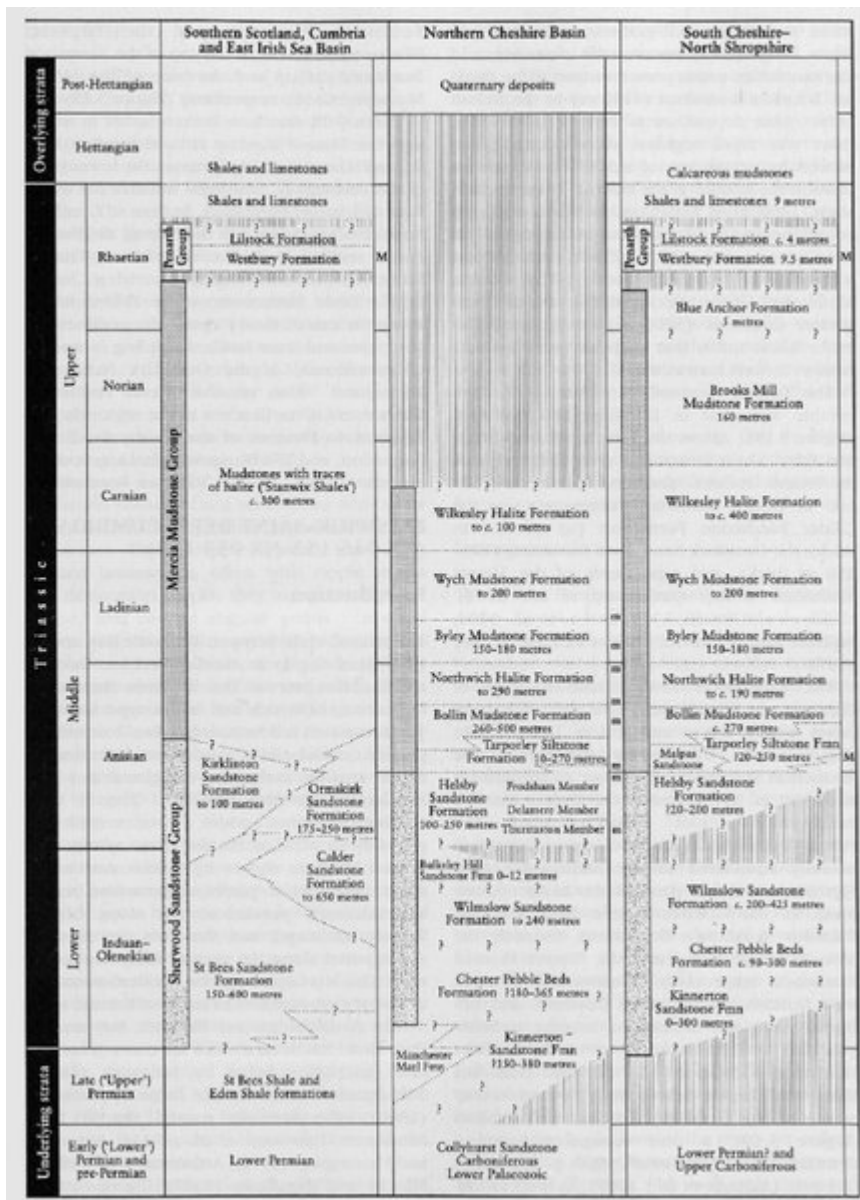 Southern Scotland, Cumbria
and East Irish Sea Basin
Northern Cheshire Basin
South Cheshire–
North Shropshire
Overlying strata
Post-Hettangian
Quaternary deposits
Hettangian
Shales and limestones
Calcareous mudstones
Triassic
Upper
Rhaetian
Shales and limestones
? ? ? ?
Penarth
Group
Lilstock Formation
Westbury Formation
? ? ? ?
M
Shales and limestones 9 metres
? ? ? ?
Penarth
Group
Lilstock Formation c. 4 metres
Westbury Formation 9.5 metres
? ? ? ?
M
Blue Anchor Formation
? ? ?
Norian
Brooks Mill
Mudstone Formation
160 metres
Carnian
Mercia Mudstone Group
Mudstones with traces
of halite ('Stanwix Shales')
c. 300 metres
? ? ? ?
Wilkesley Halite Formation
to c. 100 metres
Wilkesley Halite Formation
to c. 400 metres
Middle
Ladinian
Wych Mudstone Formation
to 200 metres
Wych Mudstone Formation
to 200 metres
Byley Mudstone Formation
150–180 metres
m
Byley Mudstone Formation
150–180 metres
Northwich Halite Formation
to 290 metres
m
Northwich Halite Formation
to c. 190 metres
Anisian
Bollin Mudstone Formation
260–500 metres
m
Bollin Mudstone Formation
c. 270 metres
Tarporley Siltstone
Formation 10–270 metres
m
Malpas
Sandstone
Tarporley Siltstone Fmn
?20–250 metres
M
Kirklinton
Sandstone
Formation
to 100 metres
Ormskirk
Sandstone
Formation
175–250 metres
Helsby
Sandstone
Formation
100–250 metres
Frodsham Member
Delamere Member
Thurstaston Member
m
Helsby Sandstone
Formation
?20–200 metres
Sherwood Sandstone Group
Calder
Sandstone
Formation
to 650 metres
Bulkeley Hill
Sandstone Fmn 0–12 metres
Lower
Induan–
Olenekian
Wilmslow Sandstone
Formation to 240 metres
Wilmslow Sandstone
Formation c. 200–425 metres
St Bees Sandstone
Formation
Chester Pebble Beds
Formation ?180–365 metres
Chester Pebble Beds
Formation c. 90–300 metres
Kinnerton
Sandstone Fmn
0–300 metres
Manchester
Marl Fmn
Kinnerton
Sandstone Fmn
?150–380 metres
Underlying strata
Late ('Upper')
Permian
St Bees Shale and
Eden Shale formations
Early ('Lower')
Permian and
pre-Permian
Lower Permian
Collyhurst Sandstone
Carboniferous
Lower Palaeozoic
Lower Permian? and
Upper Carboniferous